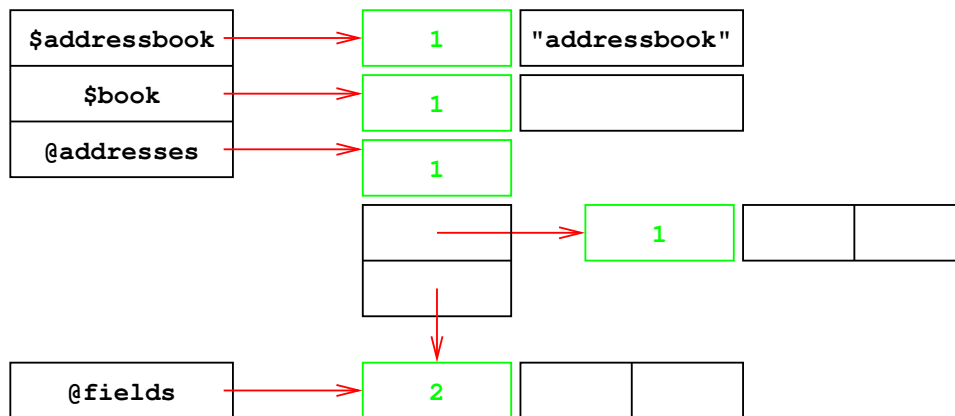 $addressbook 1 "addressbook"
$book 1
@addresses 1
1
@fields 2